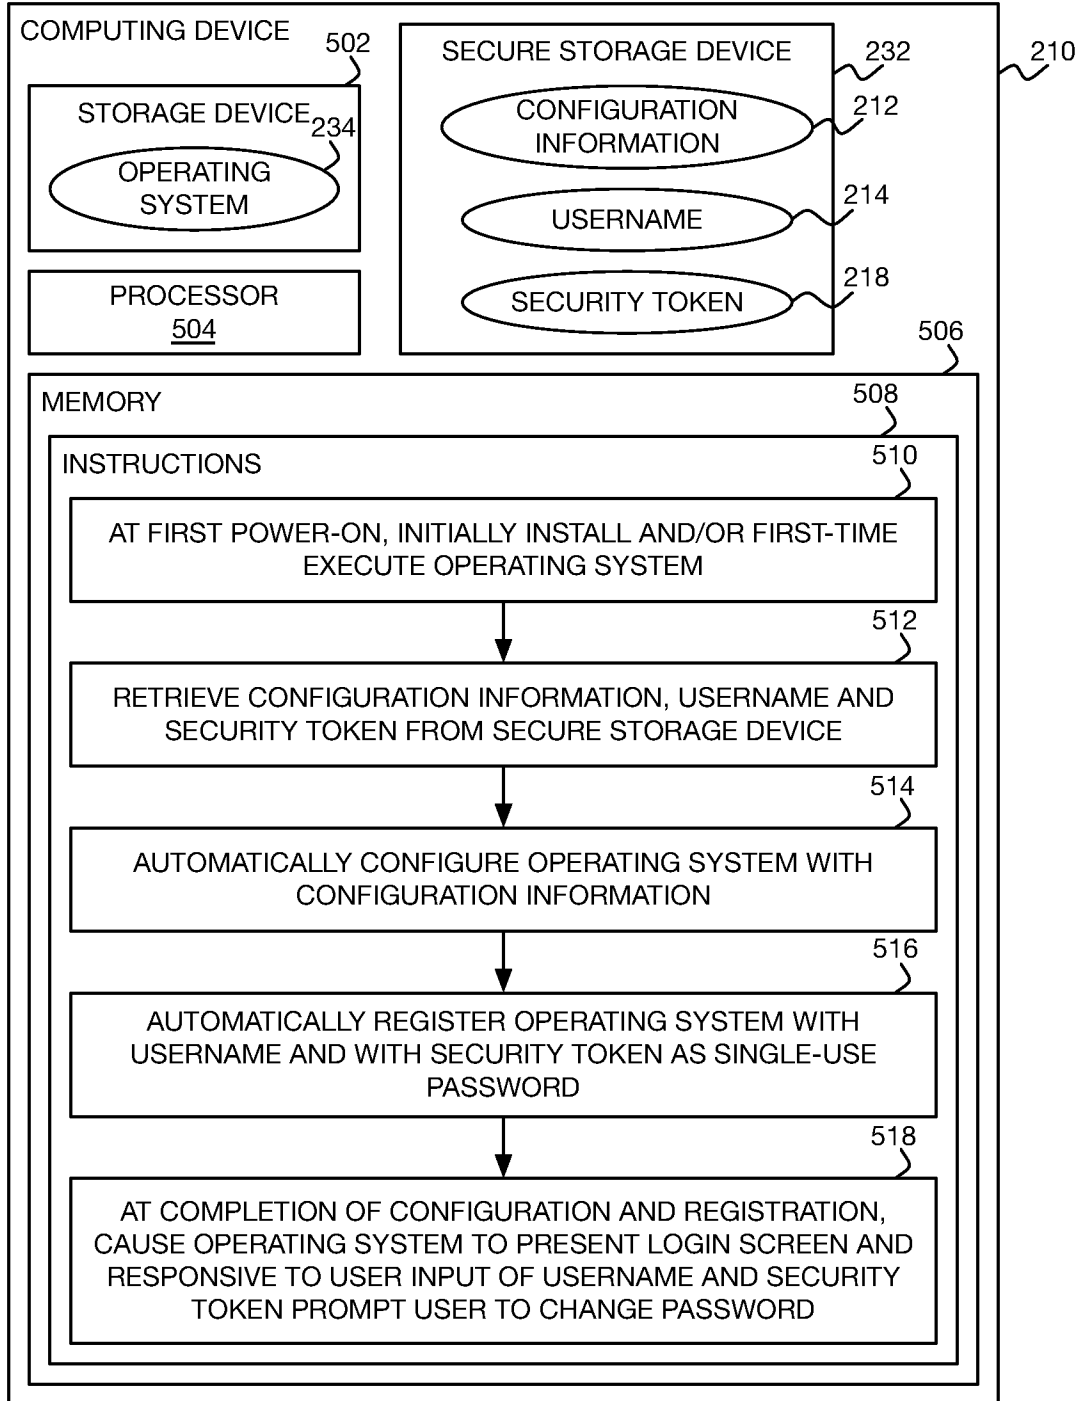 COMPUTING DEVICE
502
STORAGE DEVICE
234
OPERATING
SYSTEM
PROCESSOR
504
SECURE STORAGE DEVICE
232
210
CONFIGURATION
INFORMATION
212
USERNAME
214
SECURITY TOKEN
218
506
MEMORY
508
INSTRUCTIONS
510
AT FIRST POWER-ON, INITIALLY INSTALL AND/OR FIRST-TIME
EXECUTE OPERATING SYSTEM
512
RETRIEVE CONFIGURATION INFORMATION, USERNAME AND
SECURITY TOKEN FROM SECURE STORAGE DEVICE
514
AUTOMATICALLY CONFIGURE OPERATING SYSTEM WITH
CONFIGURATION INFORMATION
516
AUTOMATICALLY REGISTER OPERATING SYSTEM WITH
USERNAME AND WITH SECURITY TOKEN AS SINGLE-USE
PASSWORD
518
AT COMPLETION OF CONFIGURATION AND REGISTRATION,
CAUSE OPERATING SYSTEM TO PRESENT LOGIN SCREEN AND
RESPONSIVE TO USER INPUT OF USERNAME AND SECURITY
TOKEN PROMPT USER TO CHANGE PASSWORD